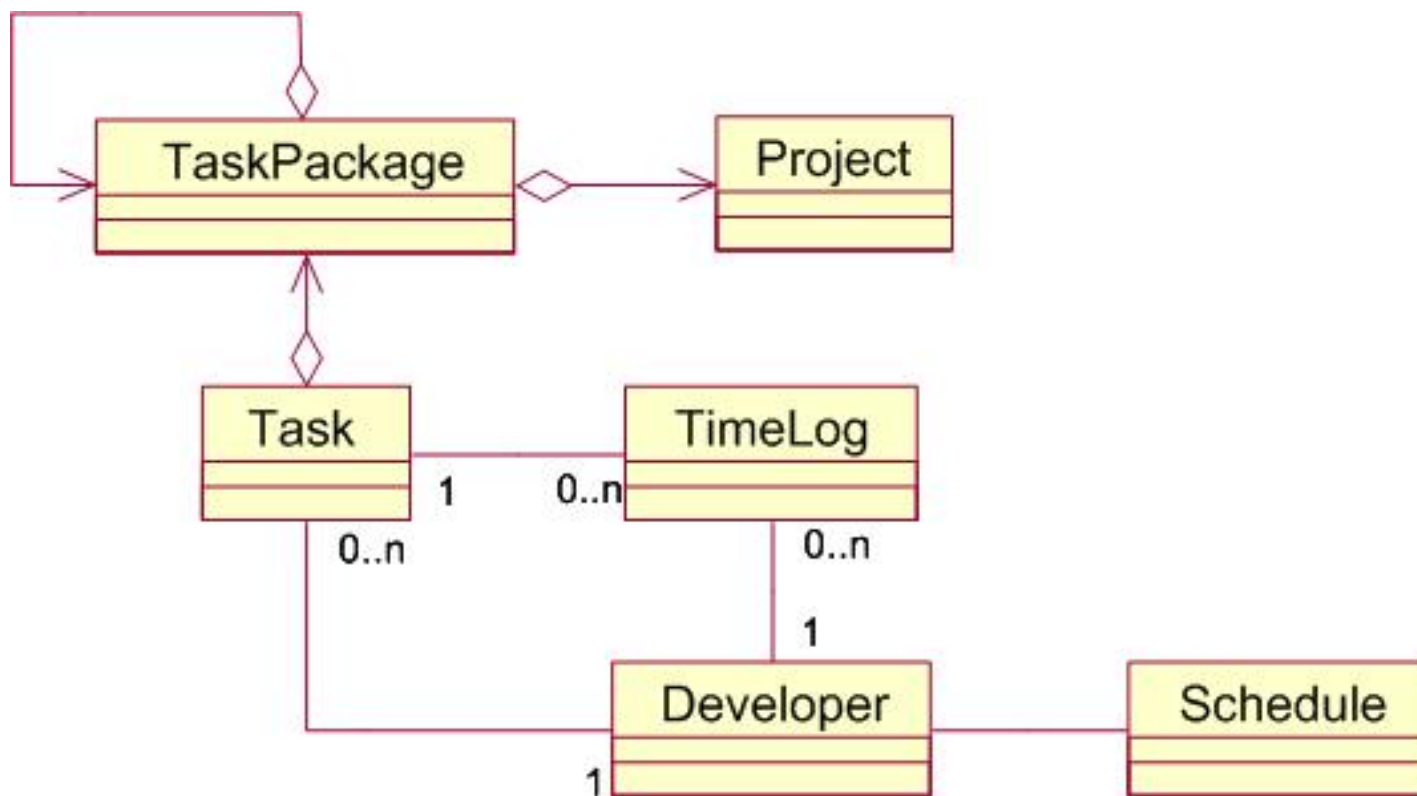 TaskPackage
Project
Task
TimeLog
1
0..n
0..n
0..n
1
Developer
Schedule
1